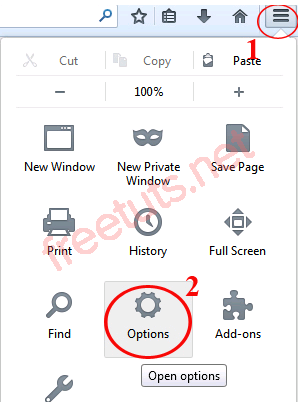 1
Cut Copy Paste
− 100% +
New Window New Private Window Save Page
Print History Full Screen
freetuts.net
2
Find Options Add-ons
Open options